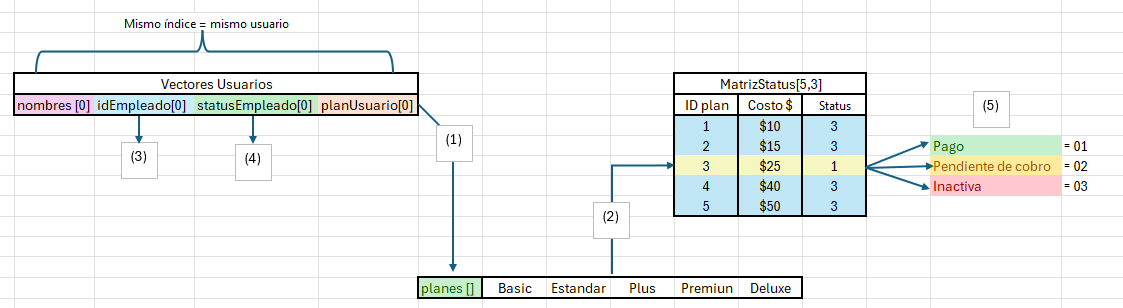 Mismo índice = mismo usuario
Vectores Usuarios
nombres [0] idEmpleado[0] statusEmpleado[0] planUsuario[0]
(1)
(3)
(4)
MatrizStatus[5,3]
ID plan Costo $ Status
1 $10 3
2 $15 3
3 $25 1
4 $40 3
5 $50 3
(5)
Pago = 01
Pendiente de cobro = 02
Inactiva = 03
(2)
planes [] Basic Estandar Plus Premiun Deluxe